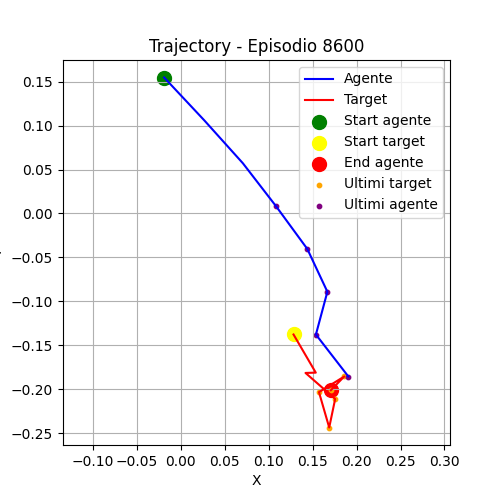 Trajectory - Episodio 8600
Agente
Target
Start agente
Start target
End agente
Ultimi target
Ultimi agente
0.15
0.10
0.05
0.00
−0.05
−0.10
−0.15
−0.20
−0.25
−0.10
−0.05
0.00
0.05
0.10
0.15
0.20
0.25
0.30
X